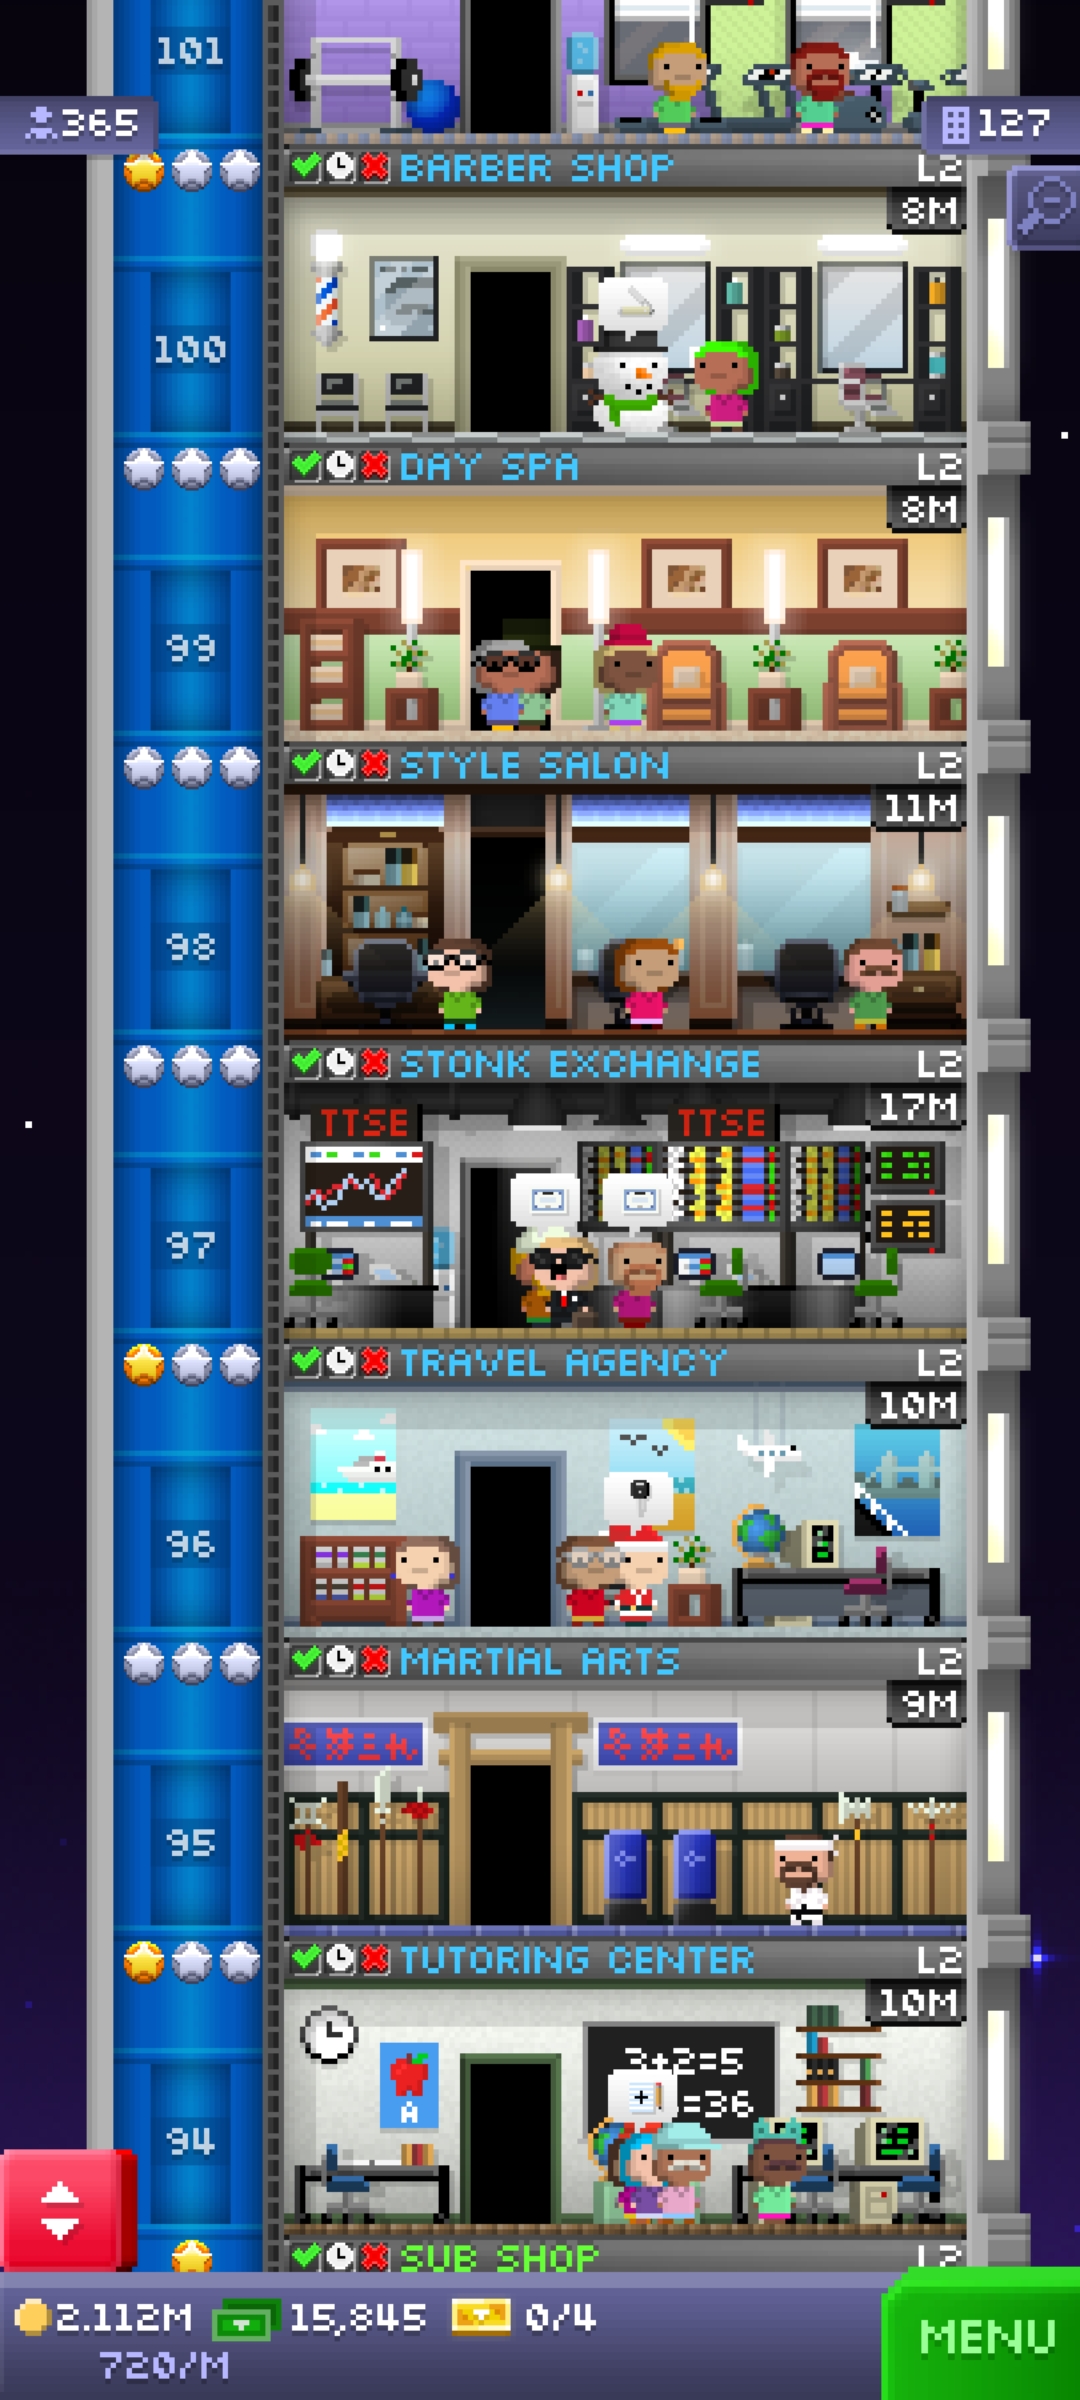 101
365
127
BARBER SHOP L2
8M
100
DAY SPA L2
8M
99
STYLE SALON L2
11M
98
STONK EXCHANGE L2
17M
TTSE TTSE
97
TRAVEL AGENCY L2
10M
96
MARTIAL ARTS L2
9M
95
TUTORING CENTER L2
10M
3+2=5
=36
A
94
SUB SHOP L2
2.112M 15,845 0/4
720/M
MENU